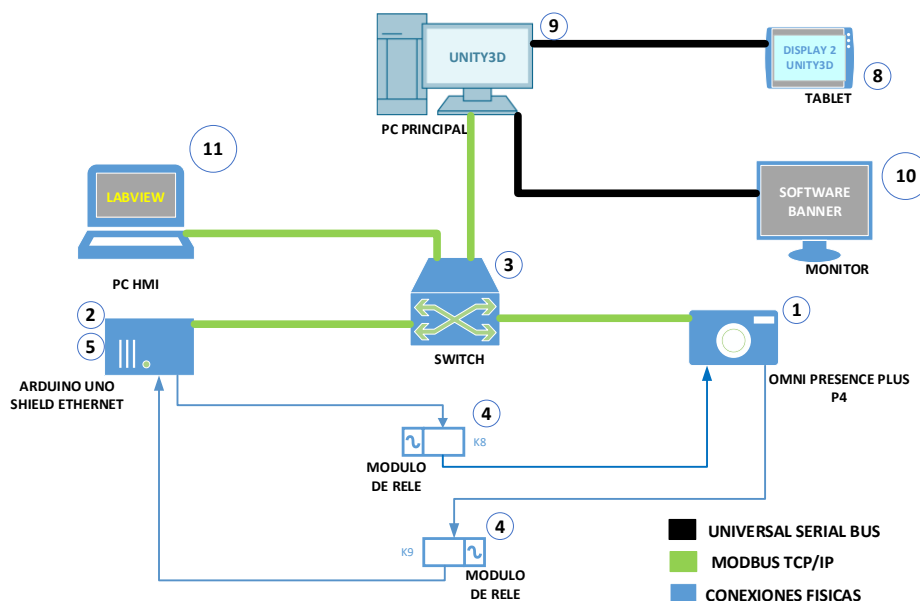 9
UNITY3D
DISPLAY 2
UNITY3D
8
TABLET
PC PRINCIPAL
11
LABVIEW
10
SOFTWARE
BANNER
MONITOR
PC HMI
3
2
5
1
SWITCH
ARDUINO UNO
SHIELD ETHERNET
OMNI PRESENCE PLUS
P4
4
K8
MODULO
DE RELE
4
K9
MODULO
DE RELE
UNIVERSAL SERIAL BUS
MODBUS TCP/IP
CONEXIONES FISICAS